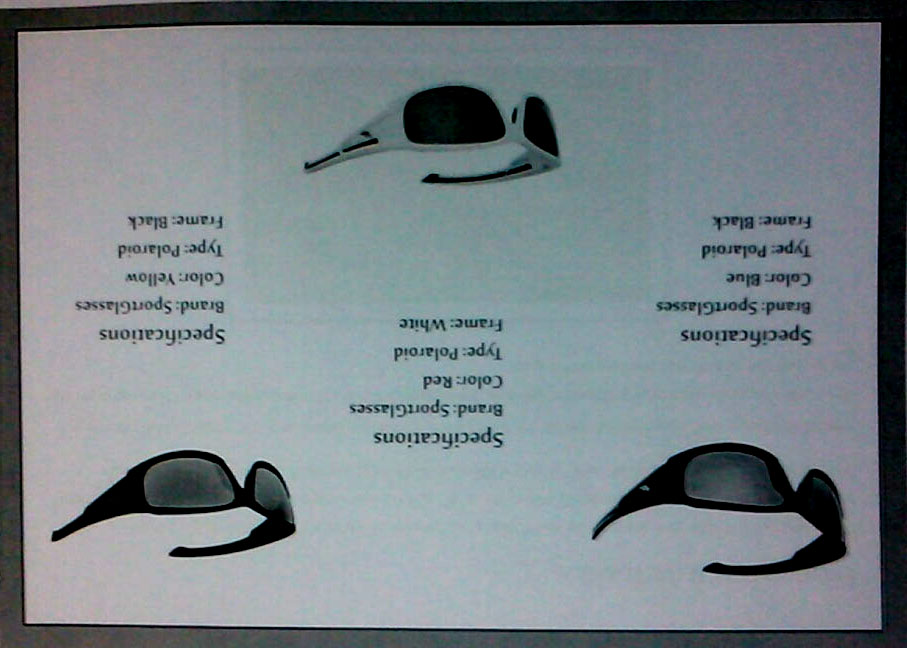 Specifications
Brand: SportGlasses
Color: Blue
Type: Polaroid
Frame: Black
Specifications
Brand: SportGlasses
Color: Red
Type: Polaroid
Frame: White
Specifications
Brand: SportGlasses
Color: Yellow
Type: Polaroid
Frame: Black